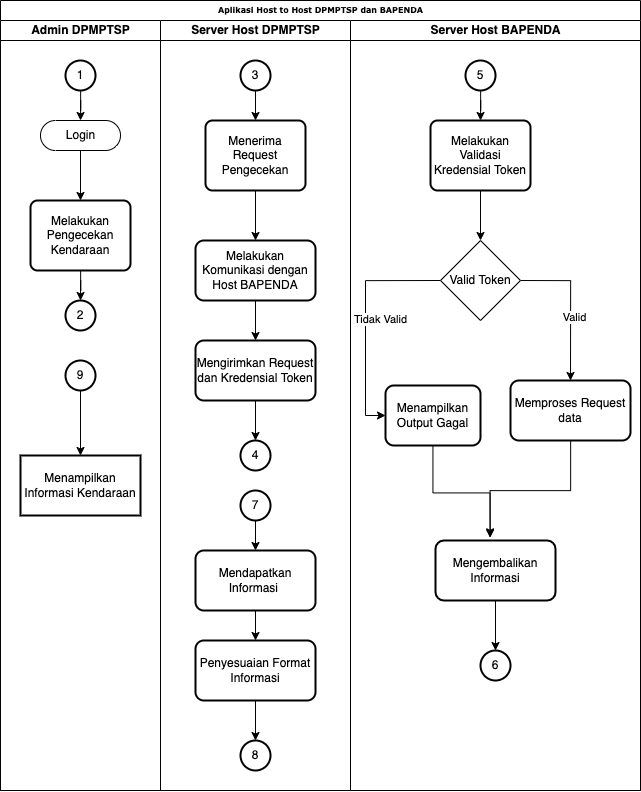 Aplikasi Host to Host DPMPTSP dan BAPENDA
Admin DPMPTSP
Server Host DPMPTSP
Server Host BAPENDA
1
Login
Melakukan
Pengecekan
Kendaraan
2
9
Menampilkan
Informasi Kendaraan
3
Menerima
Request
Pengecekan
Melakukan
Komunikasi dengan
Host BAPENDA
Mengirimkan Request
dan Kredensial Token
4
7
Mendapatkan
Informasi
Penyesuaian Format
Informasi
8
5
Melakukan
Validasi
Kredensial Token
Valid Token
Tidak Valid
Valid
Menampilkan
Output Gagal
Memproses Request
data
Mengembalikan
Informasi
6